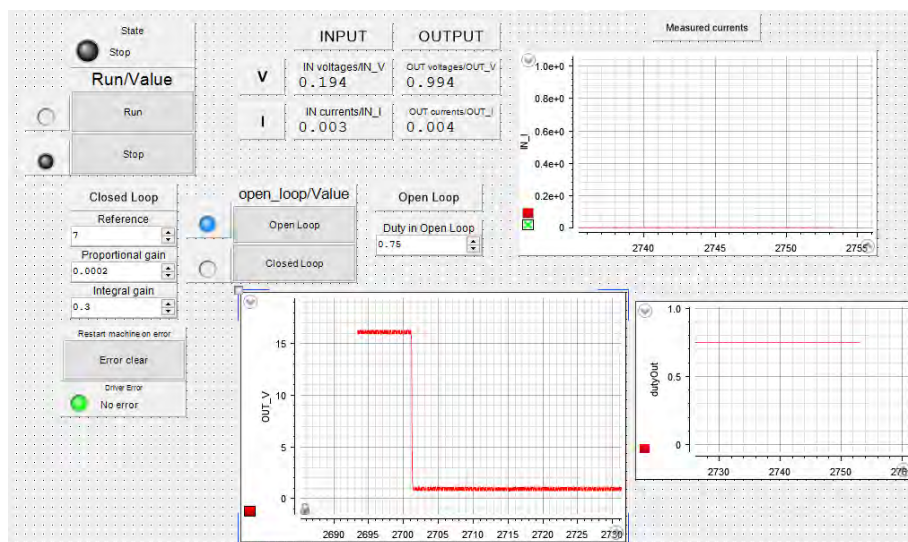 State
Stop
Run/Value
Run
Stop
INPUT OUTPUT
V
IN voltages/IN_V
0.194
OUT voltages/OUT_V
0.994
I
IN currents/IN_I
0.003
OUT currents/OUT_I
0.004
Measured currents
IN_I
1.0e+0
0.8e+0
0.6e+0
0.4e+0
0.2e+0
0
2740 2745 2750 2755
Closed Loop
Reference
7
Proportional gain
0.0002
Integral gain
0.3
open_loop/Value
Open Loop
Closed Loop
Open Loop
Duty in Open Loop
0.75
Restart machine on error
Error clear
Driver Error
No error
OUT_V
15
10
5
0
2690 2695 2700 2705 2710 2715 2720 2725
dutyOut
1.0
0.5
0
2730 2740 2750